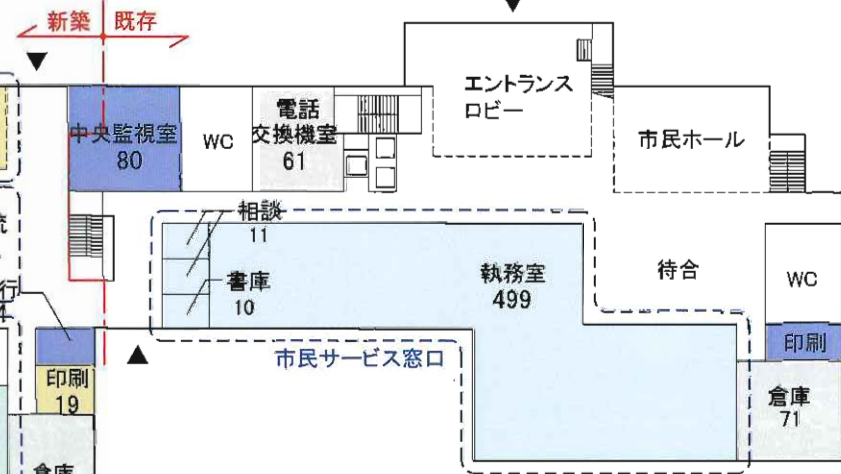 新築 既存
エントランス
ロビー
電話
交換機室
61
中央監視室
80
WC
市民ホール
相談
11
書庫
10
執務室
499
待合
WC
行
印刷
市民サービス窓口
印刷
19
倉庫
71
倉庫